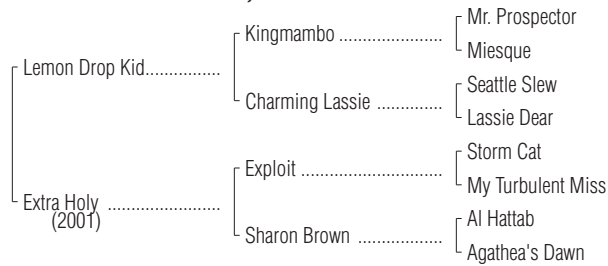 Mr. Prospector
Kingmambo ..................
Miesque
Lemon Drop Kid...............
Seattle Slew
Charming Lassie ...............
Lassie Dear
Storm Cat
Exploit ............................
My Turbulent Miss
Extra Holy ........................
(2001)
Al Hattab
Sharon Brown ...................
Agathea's Dawn